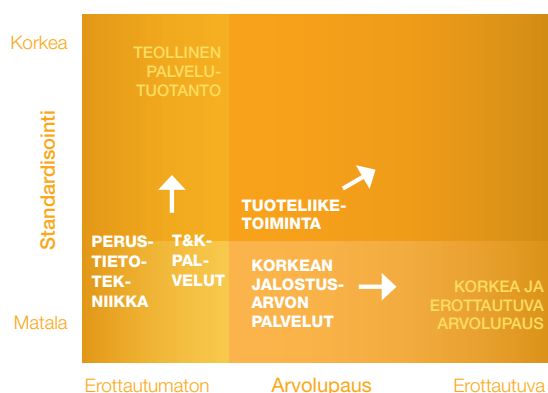 Korkea
Standardisointi
Matala
TEOLLINEN
PALVELU-
TUOTANTO
PERUS-
TIETO-
TEK-
NIIKKA
T&K-
PAL-
VELUT
TUOTELIIKE-
TOIMINTA
KORKEAN
JALOSTUS-
ARVON
PALVELUT
KORKEA JA
EROTTAUTUVA
ARVOLUPAUS
Erottautumaton
Arvolupaus
Erottautuva